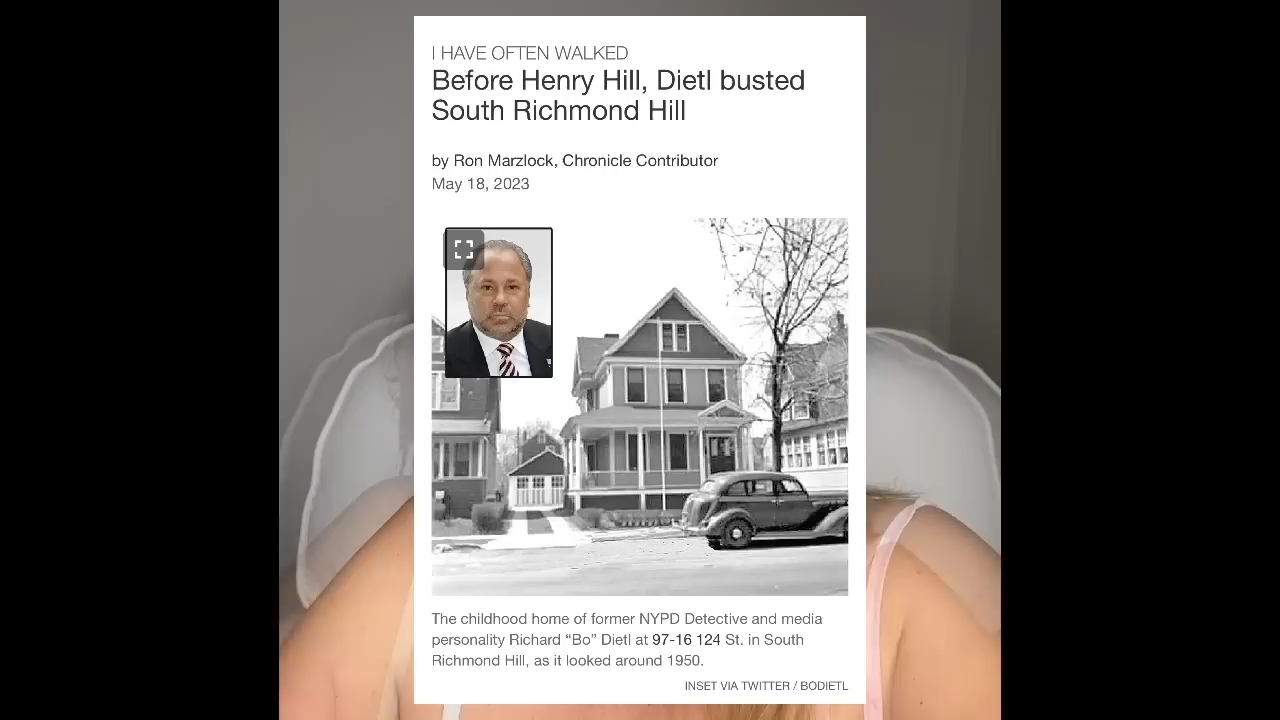 I HAVE OFTEN WALKED
Before Henry Hill, Dietl busted
South Richmond Hill
by Ron Marzlock, Chronicle Contributor
May 18, 2023
The childhood home of former NYPD Detective and media
personality Richard “Bo” Dietl at 97-16 124 St. in South
Richmond Hill, as it looked around 1950.
INSET VIA TWITTER / BODIETL